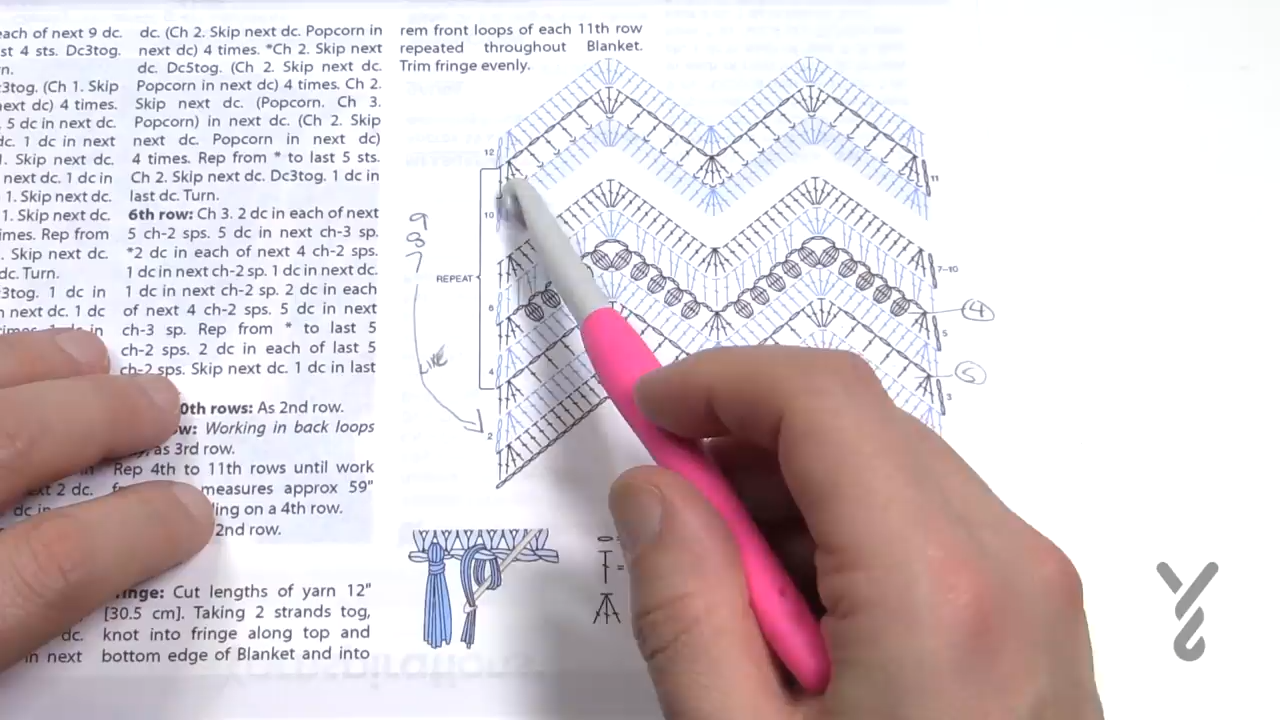 each of next 9 dc.
st 4 sts. Dc3tog.
3tog. (Ch 1. Skip
next dc) 4 times.
5 dc in next dc.
dc. 1 dc in
Skip next dc.
next dc. 1 dc in
1. Skip next dc.
1. Skip next dc.
Rep from
Skip next dc.
dc. Turn.
3tog. 1 dc in
next dc. 1 dc
in
next 2 dc.
dc in
dc.
in next
dc. (Ch 2. Skip next dc. Popcorn in
next dc) 4 times. *Ch 2. Skip next
dc. Dc5tog. (Ch 2. Skip next dc.
Popcorn in next dc) 4 times. Ch 2.
Skip next dc. (Popcorn. Ch 3.
Popcorn) in next dc. (Ch 2. Skip
next dc. Popcorn in next dc)
4 times. Rep from * to last 5 sts.
Ch 2. Skip next dc. Dc3tog. 1 dc in
last dc. Turn.
6th row: Ch 3. 2 dc in each of next
5 ch-2 sps. 5 dc in next ch-3 sp.
*2 dc in each of next 4 ch-2 sps.
1 dc in next ch-2 sp. 1 dc in next dc.
1 dc in next ch-2 sp. 2 dc in each
of next 4 ch-2 sps. 5 dc in next
ch-3 sp. Rep from * to last 5
ch-2 sps. 2 dc in each of last 5
ch-2 sps. Skip next dc. 1 dc in last
rows: As 2nd row.
Working in back loops
as 3rd row.
Rep 4th to 11th rows until work
measures approx 59"
on a 4th row.
2nd row.
Cut lengths of yarn 12"
[30.5 cm]. Taking 2 strands tog,
knot into fringe along top and
bottom edge of Blanket and into
rem front loops of each 11th row
repeated throughout Blanket.
Trim fringe evenly.
12
11
10
9
8
7
REPEAT
7-10
6
4
5
LIKE
4
5
3
2
=
=